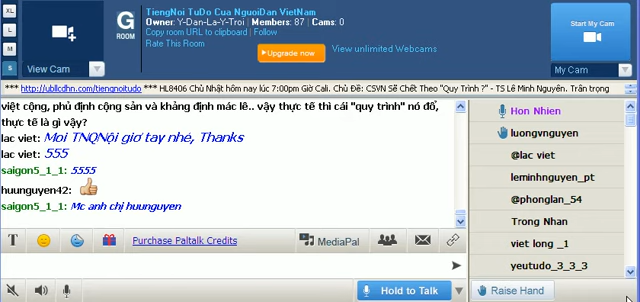 XL
L
M
S
View Cam
G
ROOM
TiengNoi TuDo Cua NguoiDan VietNam
Owner: Y-Dan-La-Y-Troi | Members: 87 | Cams: 0
Copy room URL to clipboard | Follow
Rate This Room
Upgrade now
View unlimited Webcams
Start My Cam
My Cam
*** http://ubllcdhn.com/tiengnoitudo *** HL8406 Chủ Nhật hôm nay lúc 7:00pm Giờ Cali. Chủ Đề: CSVN Sẽ Chết Theo "Quy Trình ?" - TS Lê Minh Nguyên. Trân trọng
việt cộng, phủ định cộng sản và khẳng định mác lê.. vậy thực tế thì cái "quy trình" nó đổ,
thực tế là gì vậy?
lac viet: Moi TNQNội giơ tay nhé, Thanks
lac viet: 555
saigon5_1_1: 5555
huunguyen42:
saigon5_1_1: Mc anh chị huunguyen
Hon Nhien
luongvnguyen
@lac viet
leminhnguyen_pt
@phonglan_54
Trong Nhan
viet long _1
yeutudo_3_3_3
T
Purchase Paltalk Credits
MediaPal
Hold to Talk
Raise Hand